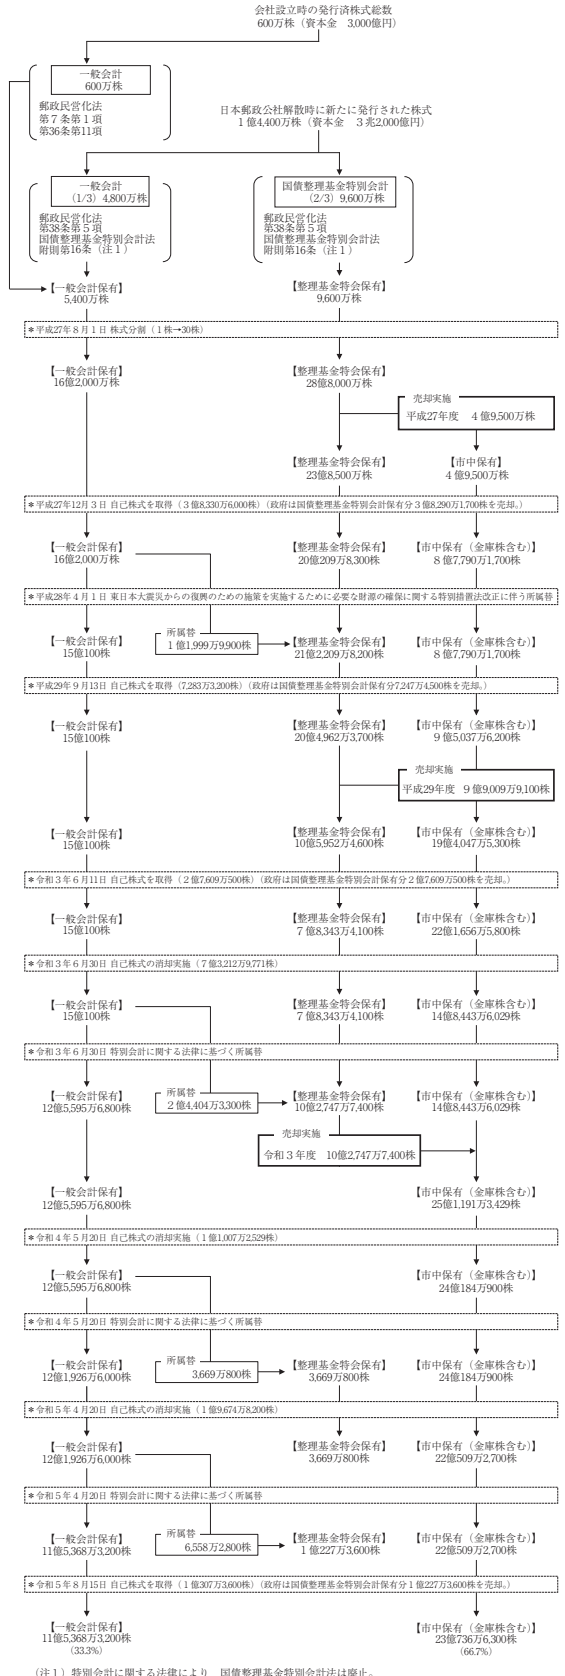 会社設立時の発行済株式総数
600万株（資本金　3,000億円）
一般会計
600万株
郵政民営化法
第７条第１項
第36条第11項
日本郵政公社解散時に新たに発行された株式
１億4,400万株（資本金　３兆2,000億円）
一般会計
（1/3）4,800万株
郵政民営化法
第38条第５項
国債整理基金特別会計法
附則第16条（注１）
国債整理基金特別会計
（2/3）9,600万株
郵政民営化法
第38条第５項
国債整理基金特別会計法
附則第16条（注１）
【一般会計保有】
5,400万株
【整理基金特会保有】
9,600万株
＊平成27年８月１日 株式分割（１株→30株）
【一般会計保有】
16億2,000万株
【整理基金特会保有】
28億8,000万株
売却実施
平成27年度　４億9,500万株
【整理基金特会保有】
23億8,500万株
【市中保有】
４億9,500万株
＊平成27年12月３日 自己株式を取得（３億8,330万6,000株）（政府は国債整理基金特別会計保有分３億8,290万1,700株を売却。）
【一般会計保有】
16億2,000万株
【整理基金特会保有】
20億209万8,300株
【市中保有（金庫株含む）】
８億7,790万1,700株
＊平成28年４月１日 東日本大震災からの復興のための施策を実施するために必要な財源の確保に関する特別措置法改正に伴う所属替
【一般会計保有】
15億100株
所属替
１億1,999万9,900株
【整理基金特会保有】
21億2,209万8,200株
【市中保有（金庫株含む）】
８億7,790万1,700株
＊平成29年９月13日 自己株式を取得（7,283万3,200株）（政府は国債整理基金特別会計保有分7,247万4,500株を売却。）
【一般会計保有】
15億100株
【整理基金特会保有】
20億4,962万3,700株
【市中保有（金庫株含む）】
９億5,037万6,200株
売却実施
平成29年度　９億9,009万9,100株
【一般会計保有】
15億100株
【整理基金特会保有】
10億5,952万4,600株
【市中保有（金庫株含む）】
19億4,047万5,300株
＊令和３年６月11日 自己株式を取得（２億7,609万500株）（政府は国債整理基金特別会計保有分２億7,609万500株を売却。）
【一般会計保有】
15億100株
【整理基金特会保有】
７億8,343万4,100株
【市中保有（金庫株含む）】
22億1,656万5,800株
＊令和３年６月30日 自己株式の消却実施（７億3,212万9,771株）
【一般会計保有】
15億100株
【整理基金特会保有】
７億8,343万4,100株
【市中保有（金庫株含む）】
14億8,443万6,029株
＊令和３年６月30日 特別会計に関する法律に基づく所属替
【一般会計保有】
12億5,595万6,800株
所属替
２億4,404万3,300株
【整理基金特会保有】
10億2,747万7,400株
【市中保有（金庫株含む）】
14億8,443万6,029株
売却実施
令和３年度　10億2,747万7,400株
【一般会計保有】
12億5,595万6,800株
【市中保有（金庫株含む）】
25億1,191万3,429株
＊令和４年５月20日 自己株式の消却実施（１億1,007万2,529株）
【一般会計保有】
12億5,595万6,800株
【市中保有（金庫株含む）】
24億184万900株
＊令和４年５月20日 特別会計に関する法律に基づく所属替
【一般会計保有】
12億1,926万6,000株
所属替
3,669万800株
【整理基金特会保有】
3,669万800株
【市中保有（金庫株含む）】
24億184万900株
＊令和５年４月20日 自己株式の消却実施（１億9,674万8,200株）
【一般会計保有】
12億1,926万6,000株
【整理基金特会保有】
3,669万800株
【市中保有（金庫株含む）】
22億509万2,700株
＊令和５年４月20日 特別会計に関する法律に基づく所属替
【一般会計保有】
11億5,368万3,200株
所属替
6,558万2,800株
【整理基金特会保有】
１億227万3,600株
【市中保有（金庫株含む）】
22億509万2,700株
＊令和５年８月15日 自己株式を取得（１億307万3,600株）（政府は国債整理基金特別会計保有分１億227万3,600株を売却。）
【一般会計保有】
11億5,368万3,200株
（33.3%）
【市中保有（金庫株含む）】
23億736万6,300株
（66.7%）
（注１）特別会計に関する法律により、国債整理基金特別会計法は廃止。